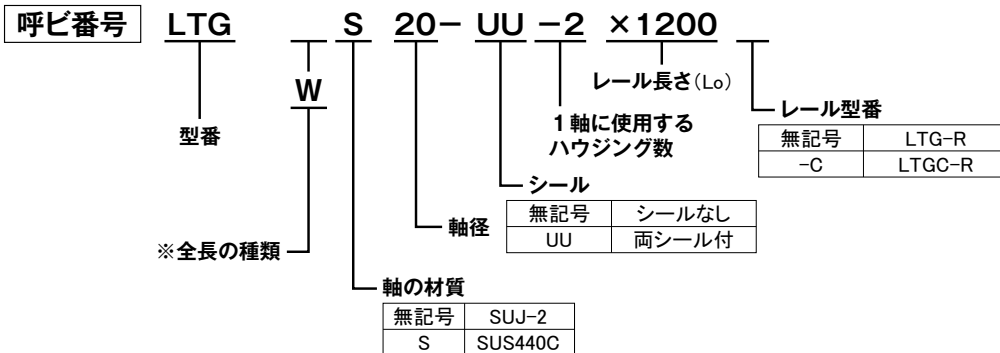 呼ビ番号 LTG S 20- UU -2 ×1200
W
レール長さ(Lo)
レール型番
無記号 LTG-R
-C LTGC-R
型番
1軸に使用する
ハウジング数
シール
無記号 シールなし
UU 両シール付
軸径
※全長の種類
軸の材質
無記号 SUJ-2
S SUS440C